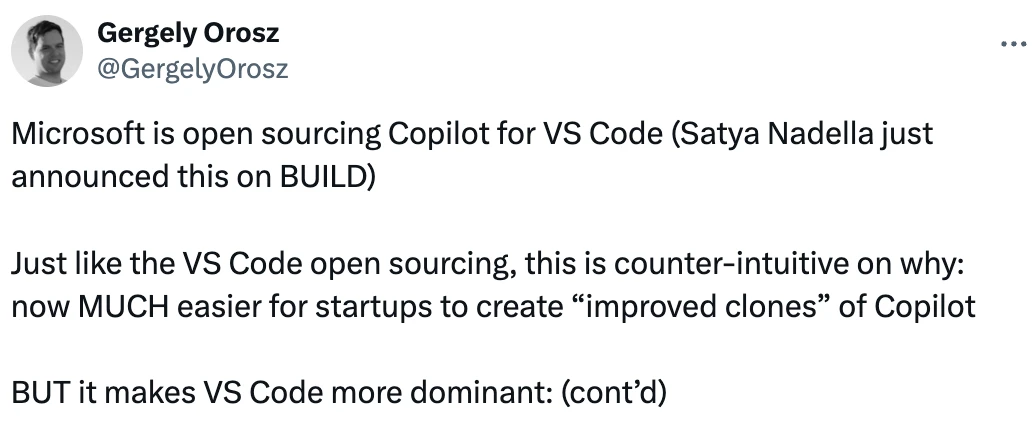 Gergely Orosz
@GergelyOrosz
Microsoft is open sourcing Copilot for VS Code (Satya Nadella just
announced this on BUILD)
Just like the VS Code open sourcing, this is counter-intuitive on why:
now MUCH easier for startups to create “improved clones” of Copilot
BUT it makes VS Code more dominant: (cont’d)